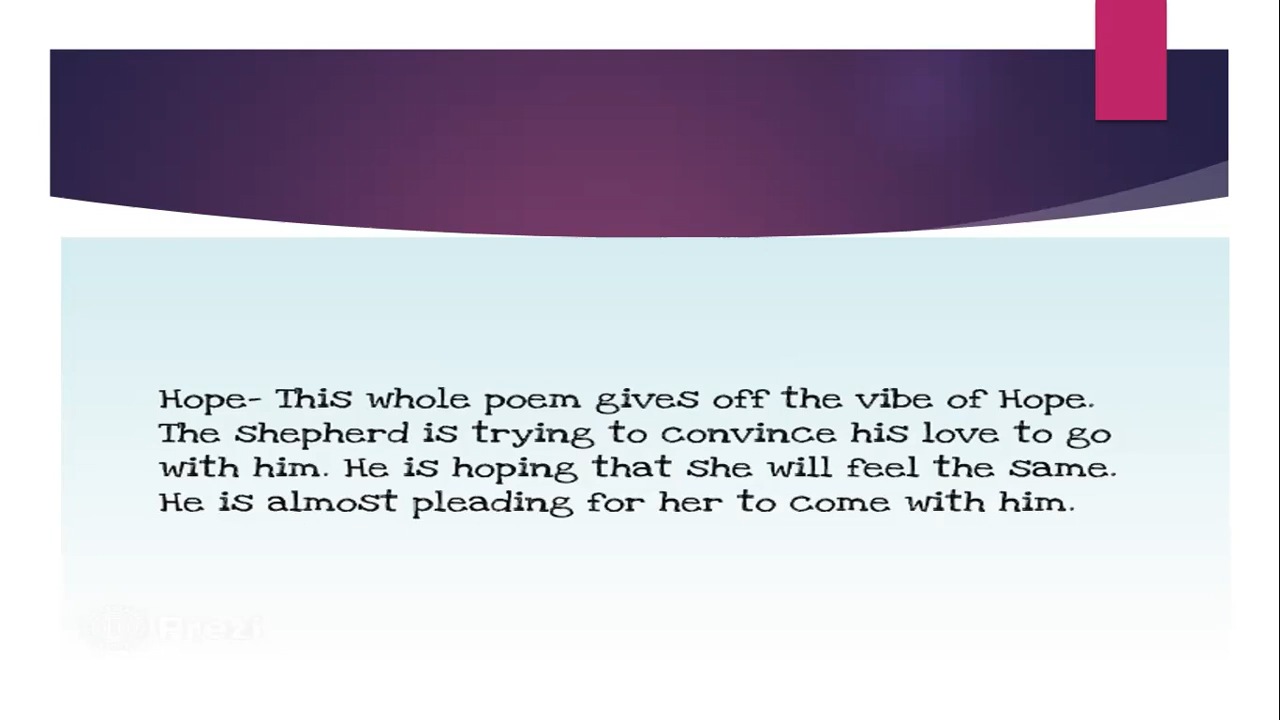 Hope- This whole poem gives off the vibe of Hope.
The shepherd is trying to convince his love to go
with him. He is hoping that she will feel the same.
He is almost pleading for her to come with him.
Prezi